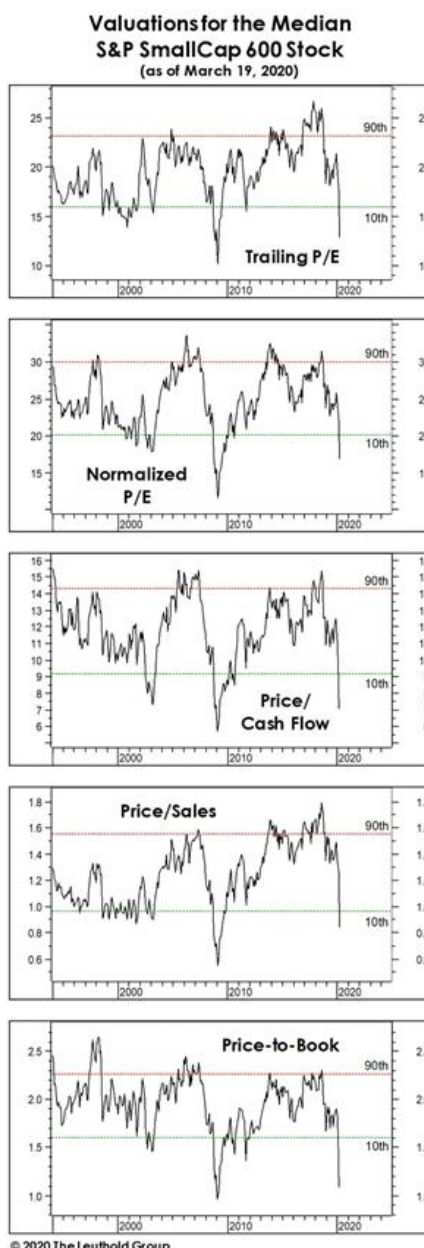 Valuations for the Median
S&P SmallCap 600 Stock
(as of March 19, 2020)
25
20
15
10
90th
10th
Trailing P/E
2000
2010
2020
30
25
20
15
90th
10th
Normalized
P/E
2000
2010
2020
16
15
14
13
12
11
10
9
8
7
6
90th
10th
Price/
Cash Flow
2000
2010
2020
1.8
1.6
1.4
1.2
1.0
0.8
0.6
Price/Sales
90th
10th
2000
2010
2020
2.5
2.0
1.5
1.0
Price-to-Book
90th
10th
2000
2010
2020
© 2020 The Leuthold Group